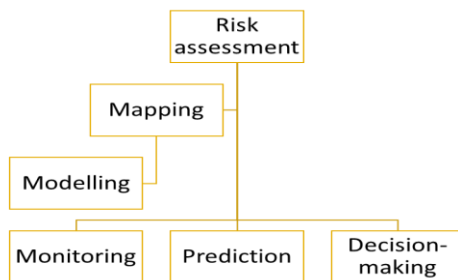 Risk
assessment
Mapping
Modelling
Monitoring
Prediction
Decision-
making